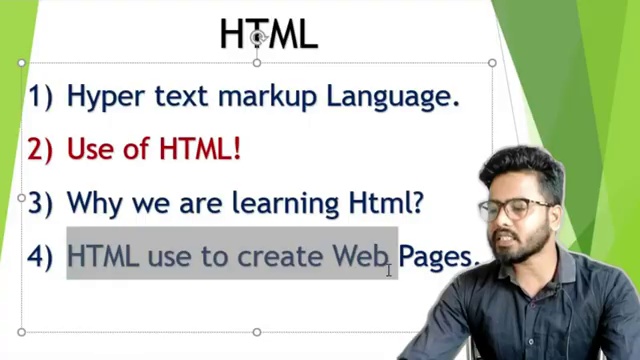 HTML
1) Hyper text markup Language.
2) Use of HTML!
3) Why we are learning Html?
4) HTML use to create Web Pages.